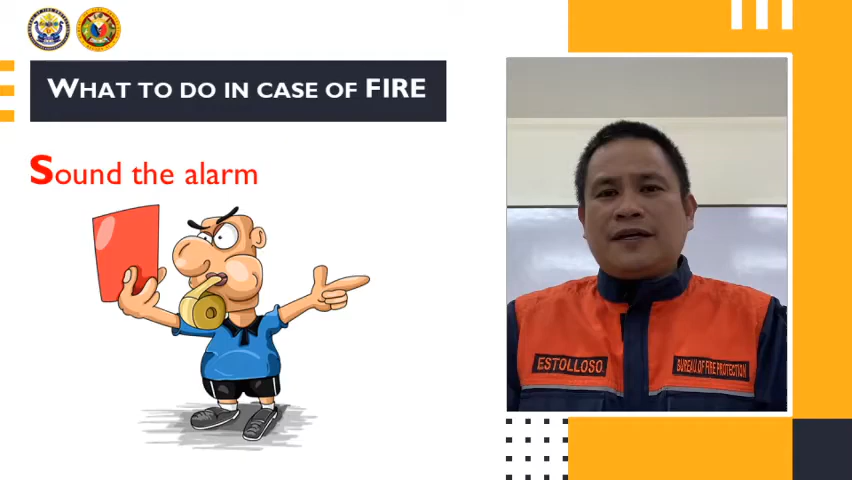 WHAT TO DO IN CASE OF FIRE
Sound the alarm
ESTOLLOSO
BUREAU OF FIRE PROTECTION